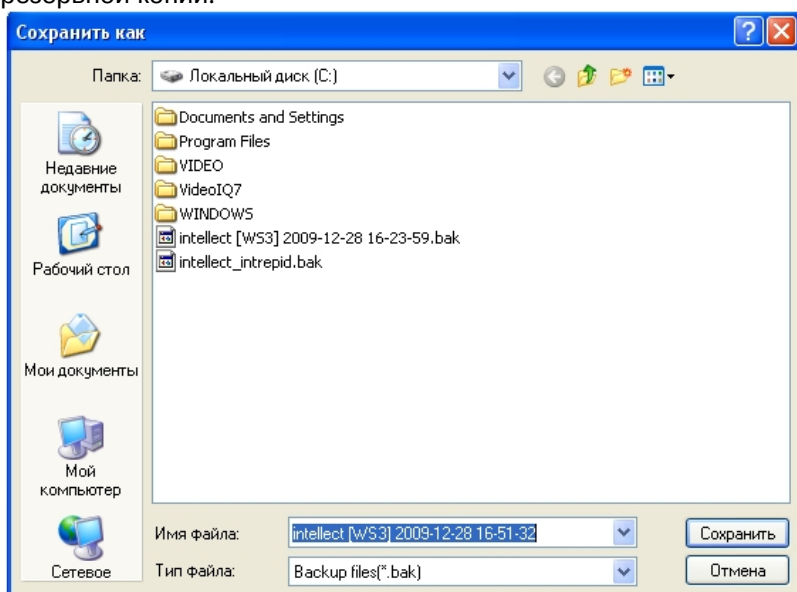 резервной копии.
Сохранить как
Папка:
Локальный диск (C:)
Недавние
документы
Рабочий стол
Мои документы
Мой
компьютер
Сетевое
Documents and Settings
Program Files
VIDEO
VideoIQ7
WINDOWS
intellect [WS3] 2009-12-28 16-23-59.bak
intellect_intrepid.bak
Имя файла:
intellect [WS3] 2009-12-28 16-51-32
Сохранить
Тип файла:
Backup files(*.bak)
Отмена